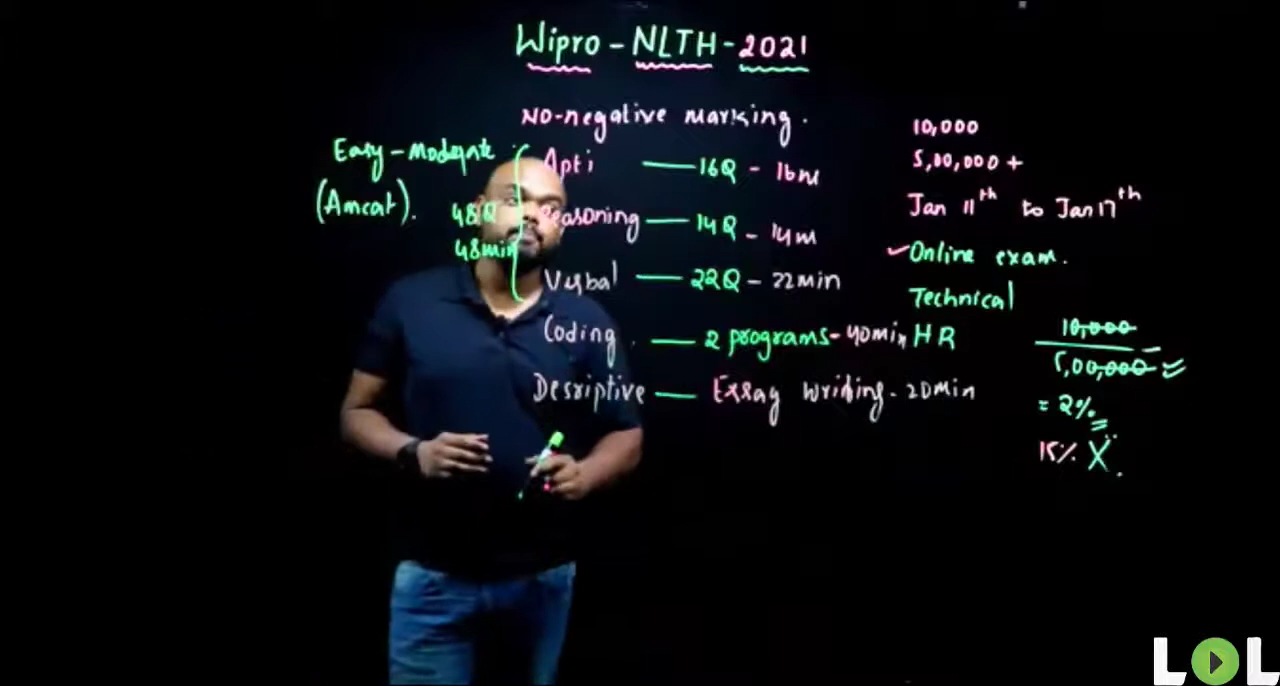 Wipro - NLTH - 2021
NO-negative marking.
Easy - Moderate
(Amcat).
48Q
48min
Apti — 16Q - 16m
Reasoning — 14Q - 14m
Verbal — 22Q - 22min
Coding. — 2 programs - 40min
Desriptive — Essay writing - 20min
10,000
5,00,000 +
Jan 11th to Jan 17th
Online exam.
Technical
HR
10,000
5,00,000
= 2%
15% X.
LOL